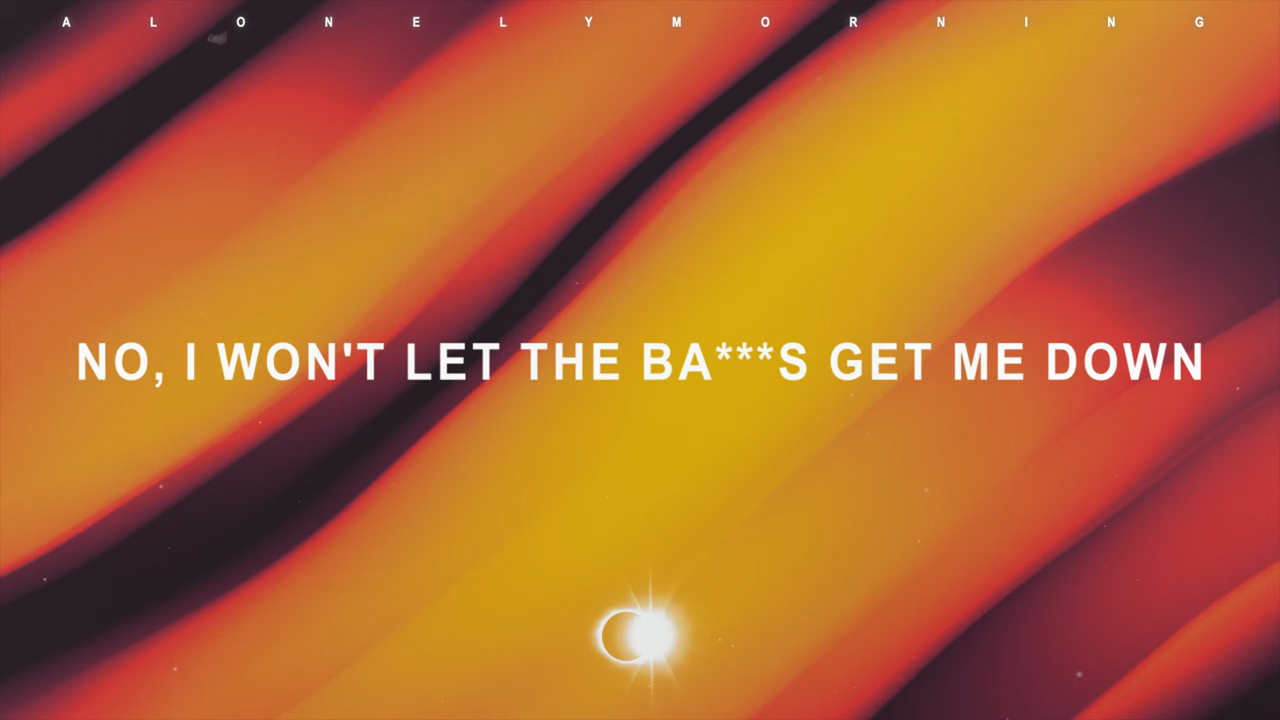 A L O N E L Y M O R N I N G
NO, I WON'T LET THE BA***S GET ME DOWN